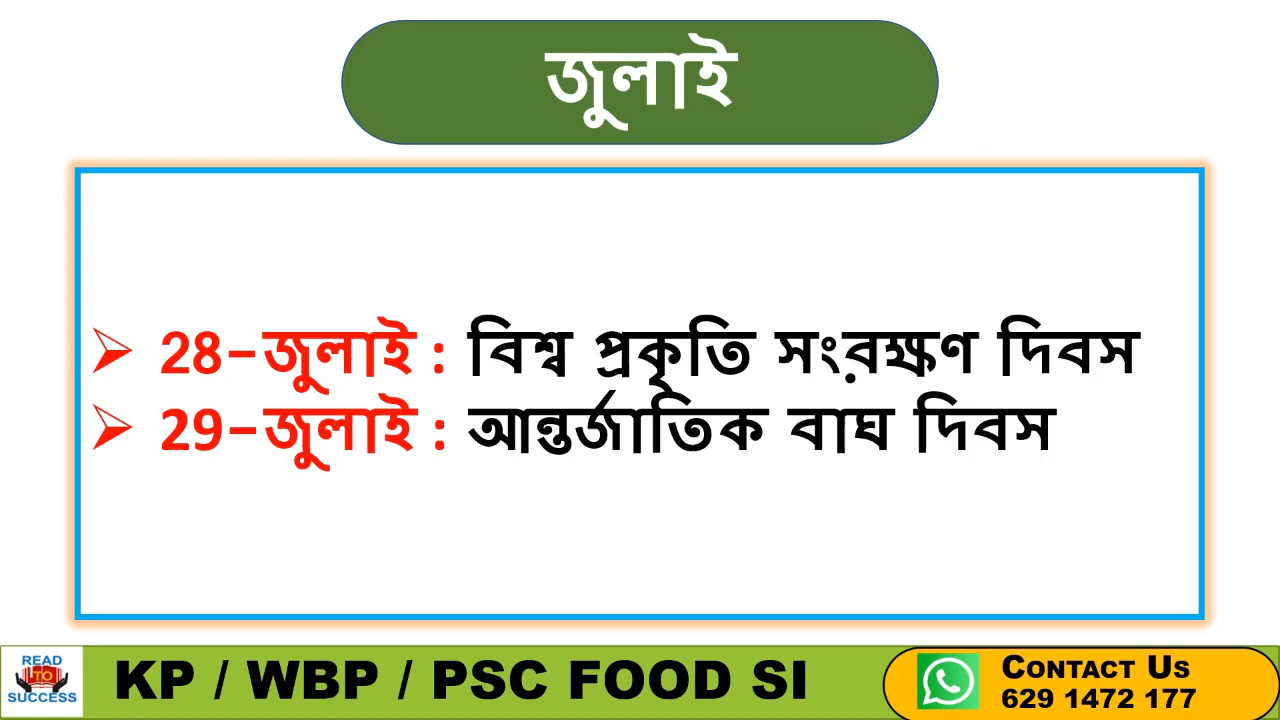 জুলাই
➢ 28-জুলাই : বিশ্ব প্রকৃতি সংরক্ষণ দিবস
➢ 29-জুলাই : আন্তর্জাতিক বাঘ দিবস
READ
TO
SUCCESS
KP / WBP / PSC FOOD SI
CONTACT US
629 1472 177